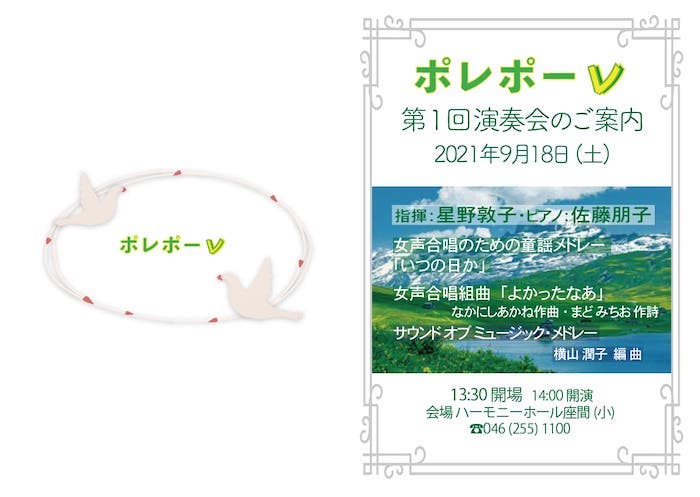 ポレポーV
ポレポーV
第1回演奏会のご案内
2021年9月18日(土)
指揮:星野敦子・ピアノ:佐藤朋子
女声合唱のための童謡メドレー
「いつの日か」
女声合唱組曲「よかったなあ」
なかにしあかね作曲・まど みちお 作詩
サウンド オブ ミュージック・メドレー
横山 潤子 編 曲
13:30 開場 14:00 開演
会場 ハーモニーホール座間 (小)
☎046 (255) 1100